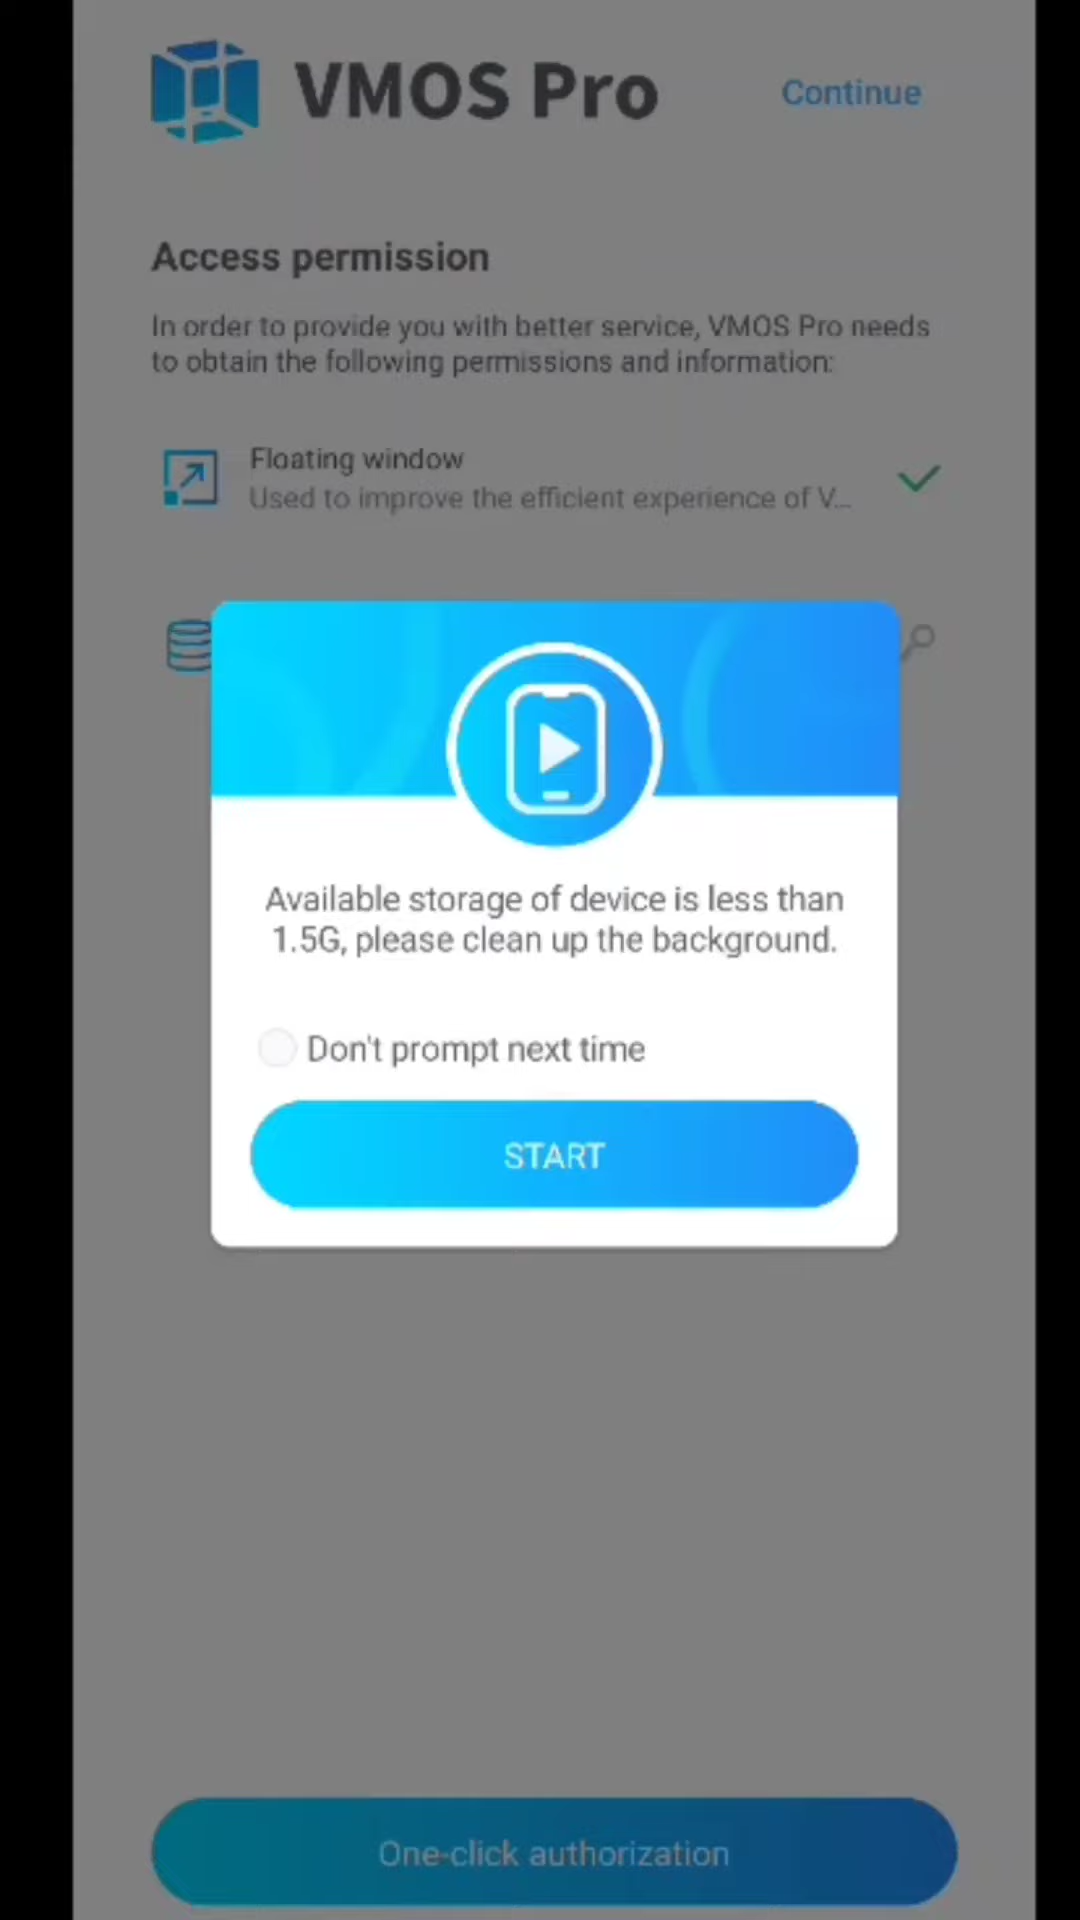 VMOS Pro
Continue
Access permission
In order to provide you with better service, VMOS Pro needs
to obtain the following permissions and information:
Floating window
Used to improve the efficient experience of V...
Available storage of device is less than
1.5G, please clean up the background.
Don't prompt next time
START
One-click authorization